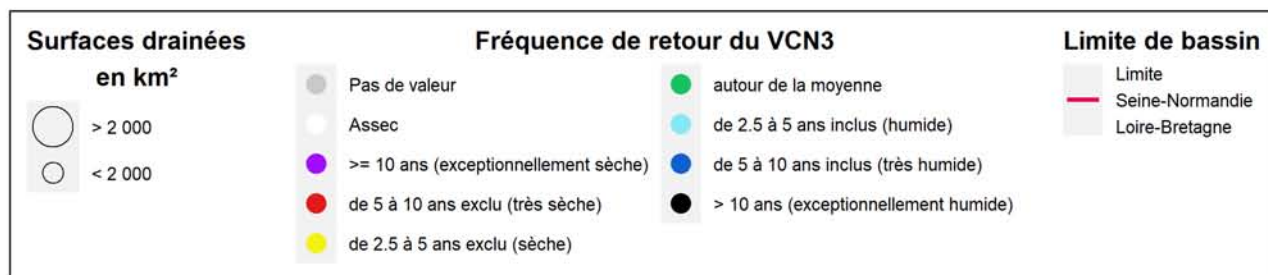 Surfaces drainées
en km²
> 2 000
< 2 000
Fréquence de retour du VCN3
Pas de valeur
Assec
>= 10 ans (exceptionnellement sèche)
de 5 à 10 ans exclu (très sèche)
de 2.5 à 5 ans exclu (sèche)
autour de la moyenne
de 2.5 à 5 ans inclus (humide)
de 5 à 10 ans inclus (très humide)
> 10 ans (exceptionnellement humide)
Limite de bassin
Limite
Seine-Normandie
Loire-Bretagne